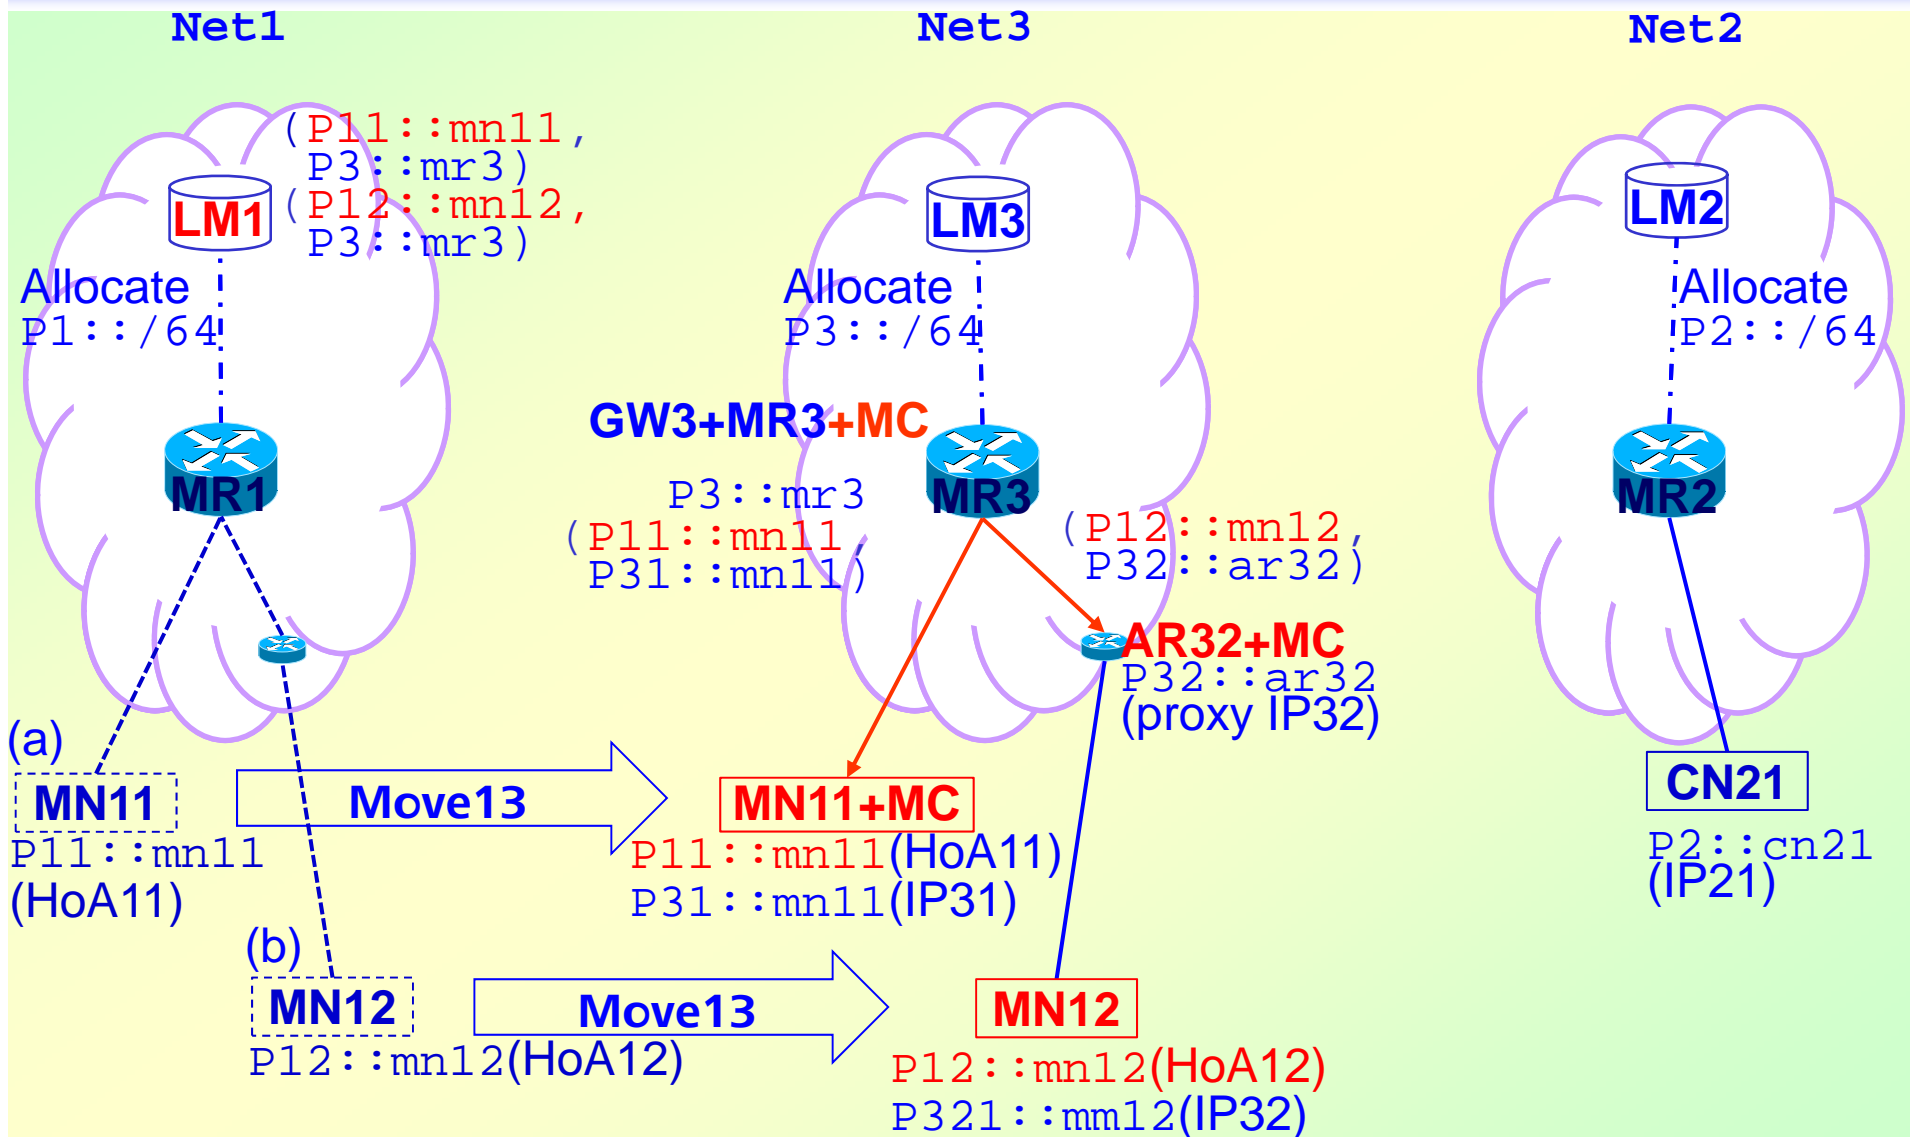 Net1
Net3
Net2
(P11::mn11,
P3::mr3)
(P12::mn12,
P3::mr3)
LM1
LM3
LM2
Allocate
P1::/64
Allocate
P3::/64
Allocate
P2::/64
GW3+MR3+MC
MR1
MR3
MR2
P3::mr3
(P11::mn11,
P31::mn11)
(P12::mn12,
P32::ar32)
AR32+MC
P32::ar32
(proxy IP32)
(a)
MN11
P11::mn11
(HoA11)
Move13
MN11+MC
P11::mn11(HoA11)
P31::mn11(IP31)
CN21
P2::cn21
(IP21)
(b)
MN12
P12::mn12(HoA12)
Move13
MN12
P12::mn12(HoA12)
P321::mm12(IP32)